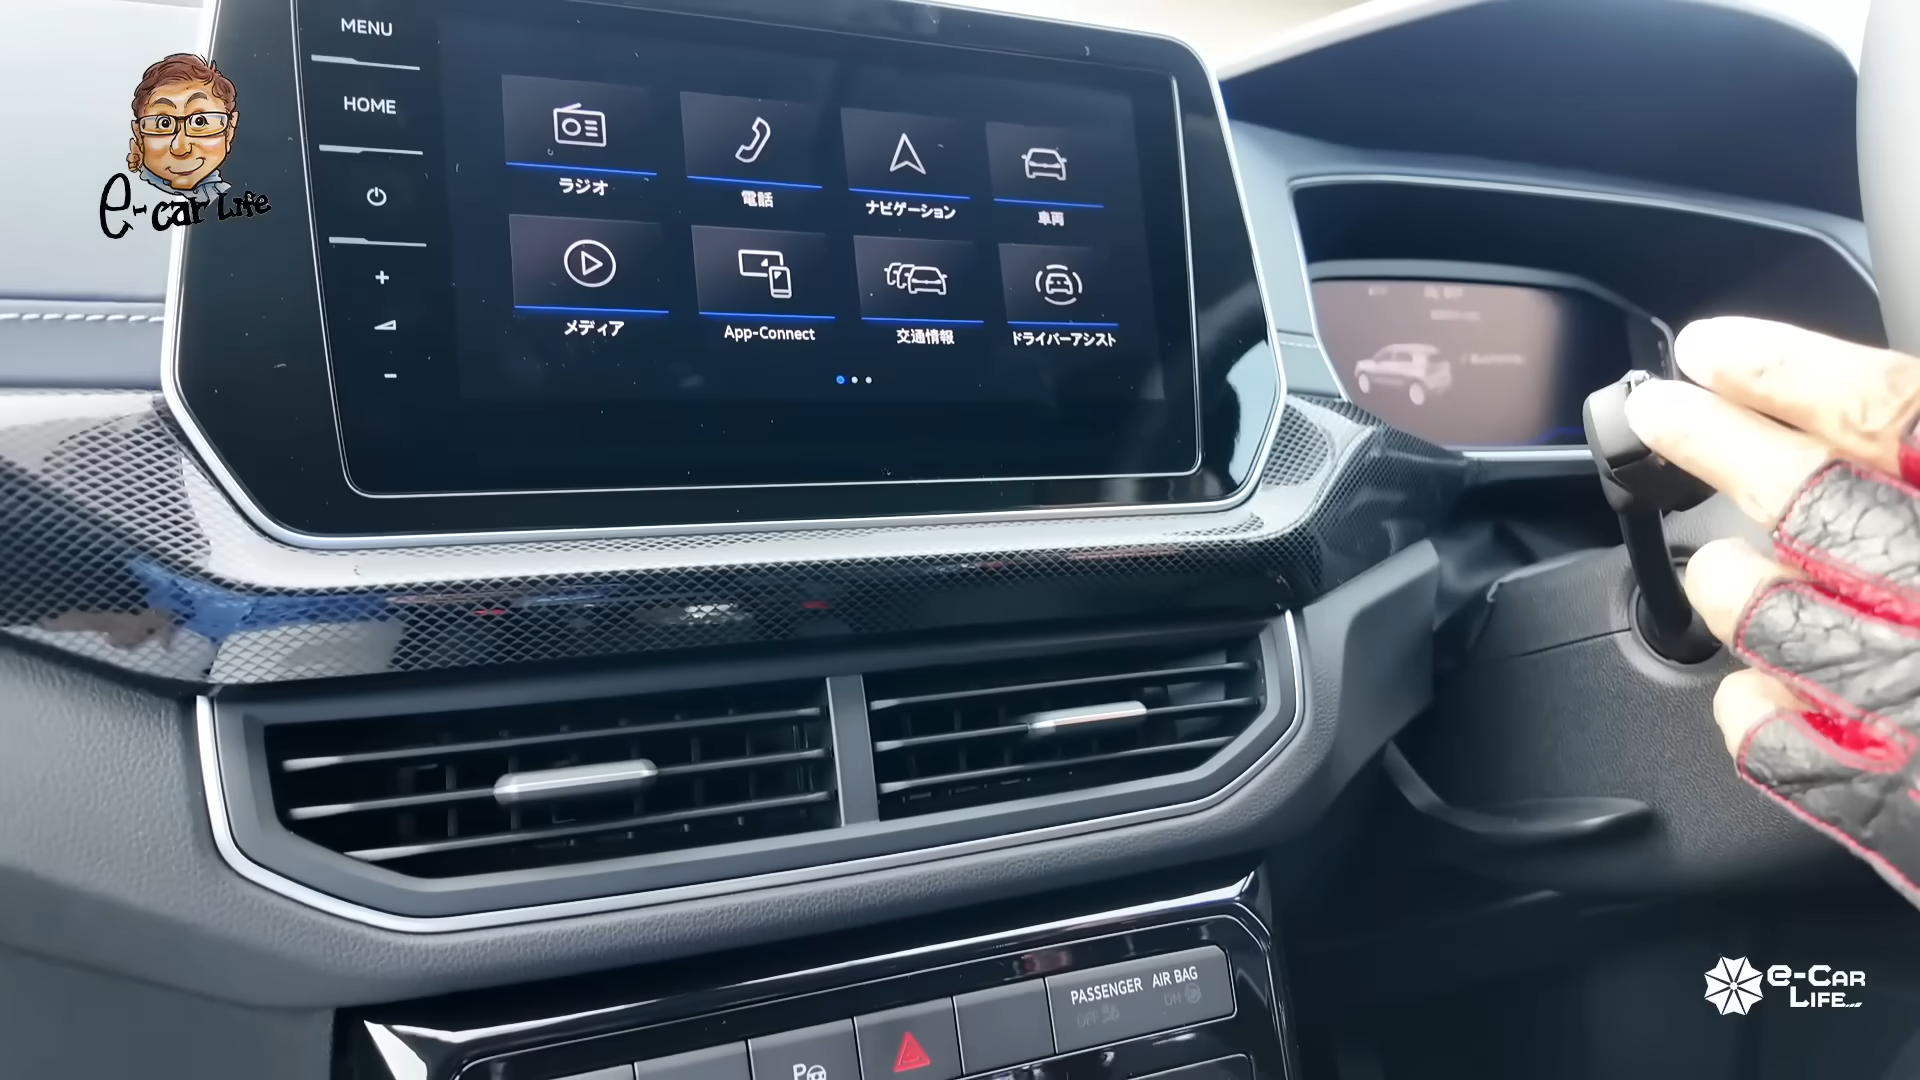 MENU
HOME
ラジオ
電話
ナビゲーション
車両
メディア
App-Connect
交通情報
ドライバーアシスト
e-car Life
PASSENGER AIR BAG
ON
OFF
P
e-Car
Life...